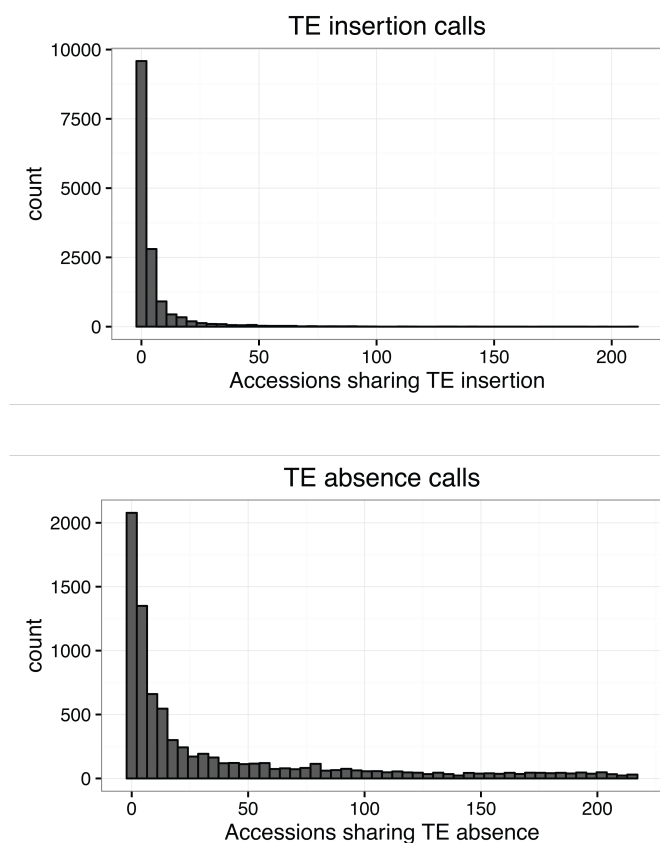 TE insertion calls
10000
7500
5000
2500
0
count
0 50 100 150 200
Accessions sharing TE insertion
TE absence calls
2000
1500
1000
500
0
count
0 50 100 150 200
Accessions sharing TE absence